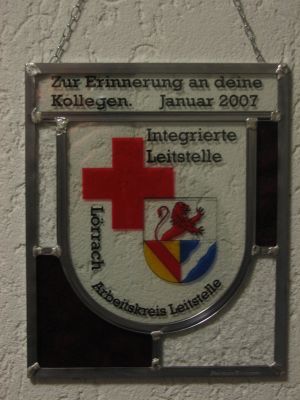 Zur Erinnerung an deine
Kollegen. Januar 2007
Integrierte
Leitstelle
Lörrach
Arbeitskreis Leitstelle